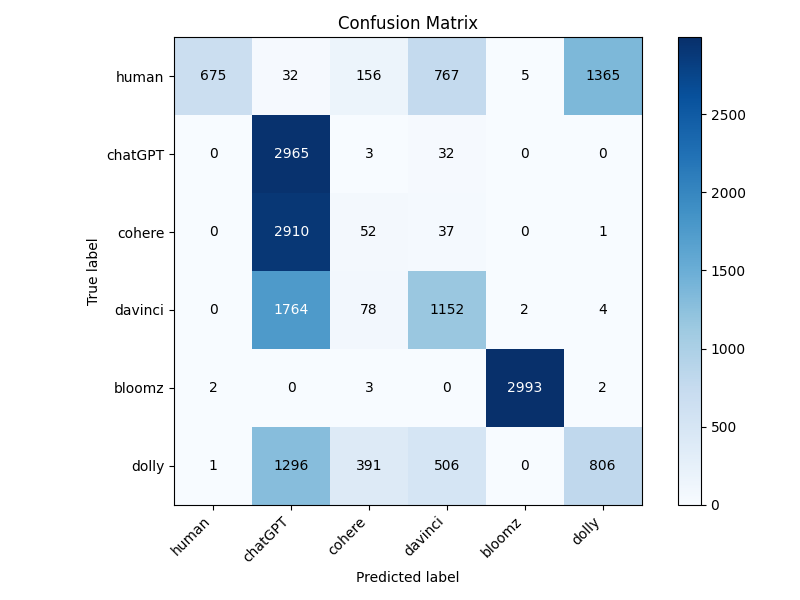 Confusion Matrix
human 675 32 156 767 5 1365
chatGPT 0 2965 3 32 0 0
cohere 0 2910 52 37 0 1
davinci 0 1764 78 1152 2 4
bloomz 2 0 3 0 2993 2
dolly 1 1296 391 506 0 806
True label
human chatGPT cohere davinci bloomz dolly
Predicted label
2500
2000
1500
1000
500
0